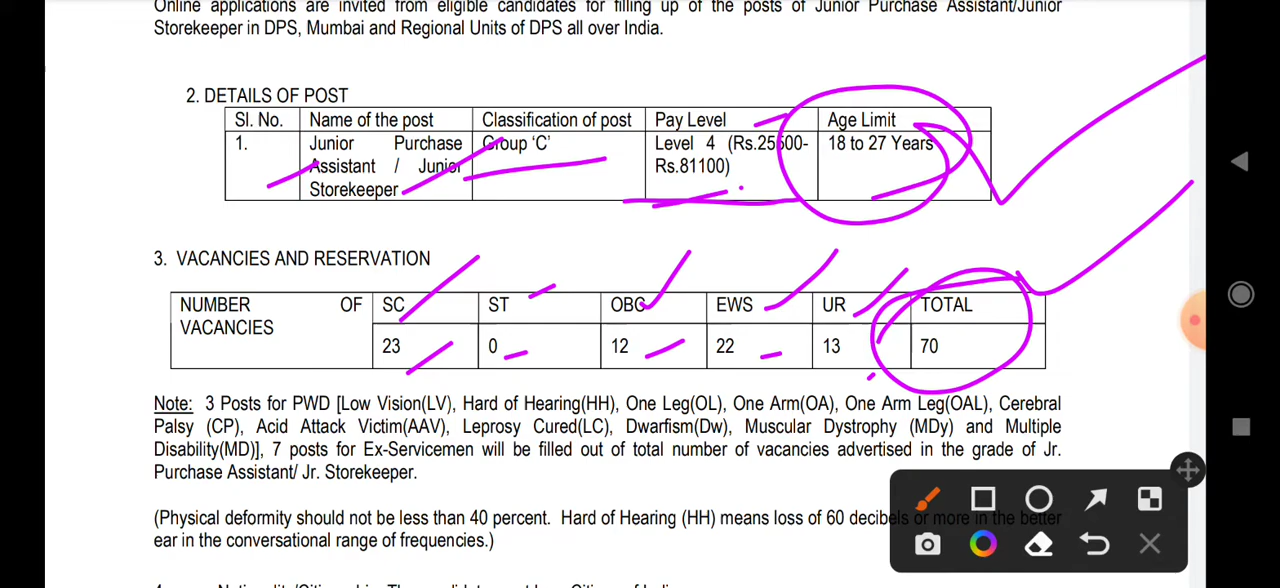 Online applications are invited from eligible candidates for filling up of the posts of Junior Purchase Assistant/Junior
Storekeeper in DPS, Mumbai and Regional Units of DPS all over India.
2. DETAILS OF POST
Sl. No. Name of the post Classification of post Pay Level Age Limit
1. Junior Purchase Group 'C' Level 4 (Rs.25500- 18 to 27 Years
Assistant / Junior Rs.81100)
Storekeeper
3. VACANCIES AND RESERVATION
NUMBER OF SC ST OBC EWS UR TOTAL
VACANCIES
23 0 12 22 13 70
Note: 3 Posts for PWD [Low Vision(LV), Hard of Hearing(HH), One Leg(OL), One Arm(OA), One Arm Leg(OAL), Cerebral
Palsy (CP), Acid Attack Victim(AAV), Leprosy Cured(LC), Dwarfism(Dw), Muscular Dystrophy (MDy) and Multiple
Disability(MD)], 7 posts for Ex-Servicemen will be filled out of total number of vacancies advertised in the grade of Jr.
Purchase Assistant/ Jr. Storekeeper.
(Physical deformity should not be less than 40 percent. Hard of Hearing (HH) means loss of 60 decibels or more in the better
ear in the conversational range of frequencies.)